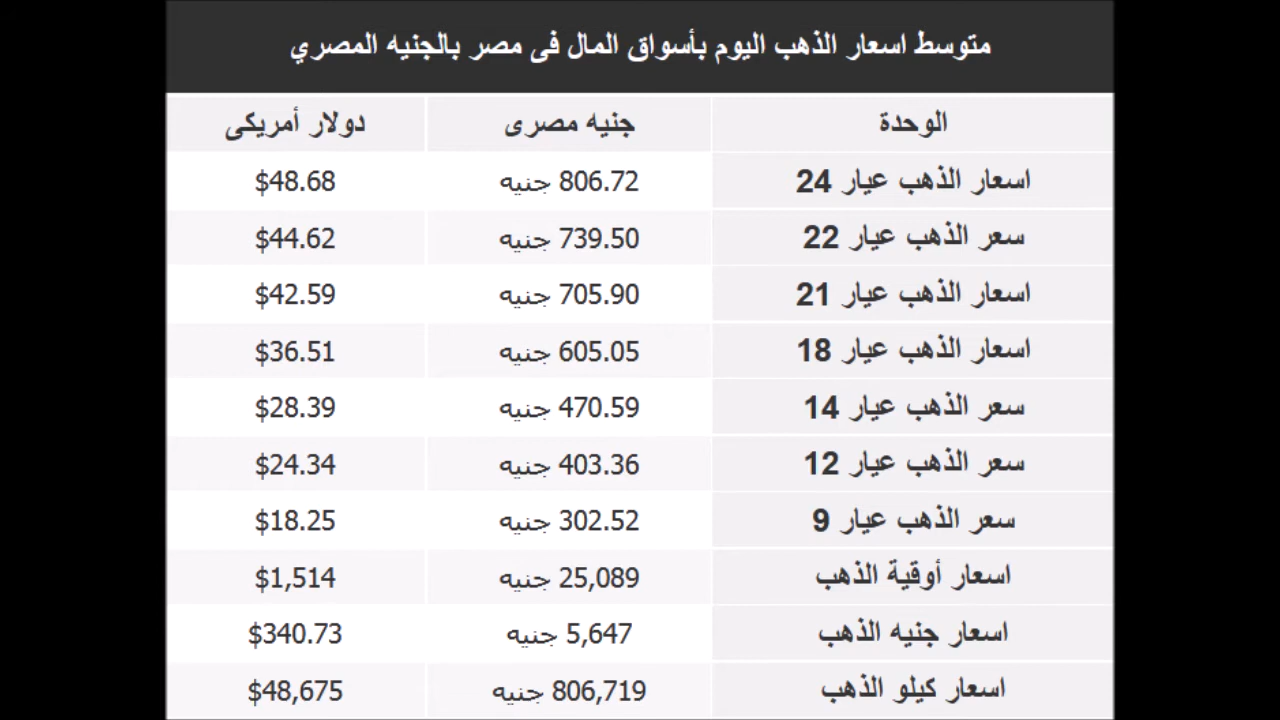 متوسط اسعار الذهب اليوم بأسواق المال فى مصر بالجنيه المصري
الوحدة جنيه مصرى دولار أمريكى
اسعار الذهب عيار 24 806.72 جنيه $48.68
سعر الذهب عيار 22 739.50 جنيه $44.62
اسعار الذهب عيار 21 705.90 جنيه $42.59
اسعار الذهب عيار 18 605.05 جنيه $36.51
سعر الذهب عيار 14 470.59 جنيه $28.39
سعر الذهب عيار 12 403.36 جنيه $24.34
سعر الذهب عيار 9 302.52 جنيه $18.25
اسعار أوقية الذهب 25,089 جنيه $1,514
اسعار جنيه الذهب 5,647 جنيه $340.73
اسعار كيلو الذهب 806,719 جنيه $48,675